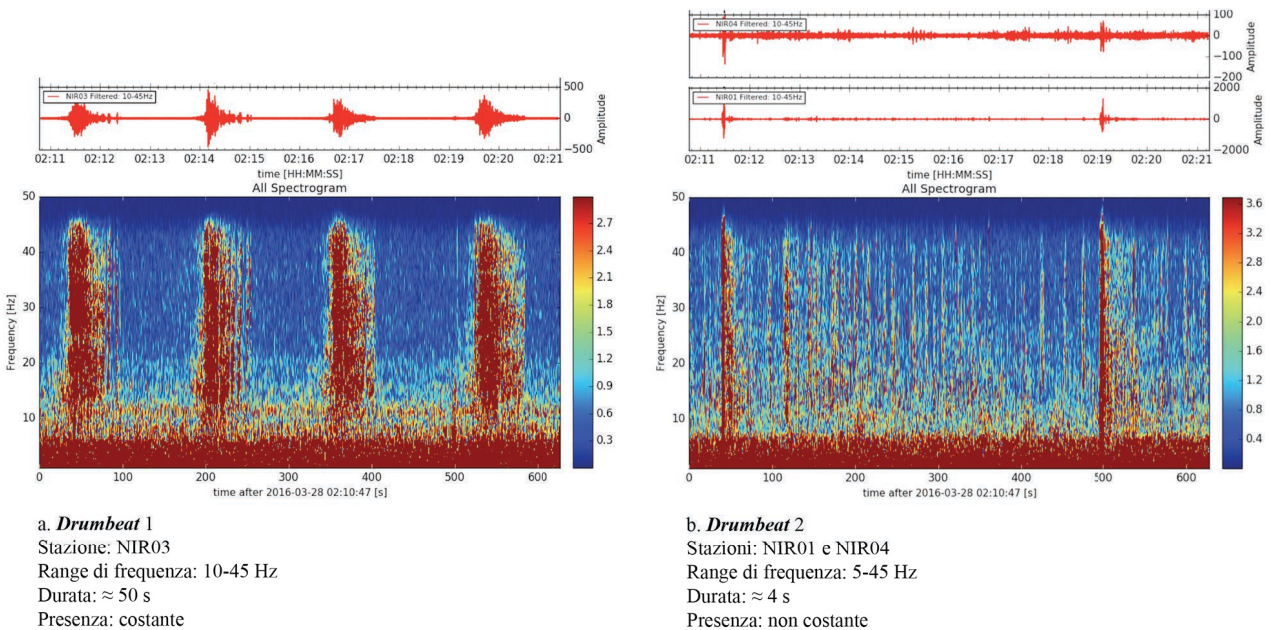 NIR03 Filtered: 10-45Hz
500
0
−500
Amplitude
02:11 02:12 02:13 02:14 02:15 02:16 02:17 02:18 02:19 02:20 02:21
time [HH:MM:SS]
All Spectrogram
50
40
30
20
10
Frequency [Hz]
0 100 200 300 400 500 600
time after 2016-03-28 02:10:47 [s]
2.7
2.4
2.1
1.8
1.5
1.2
0.9
0.6
0.3
a. Drumbeat 1
Stazione: NIR03
Range di frequenza: 10-45 Hz
Durata: ≈ 50 s
Presenza: costante
NIR04 Filtered: 10-45Hz
100
0
−100
−200
Amplitude
NIR01 Filtered: 10-45Hz
2000
0
−2000
Amplitude
02:11 02:12 02:13 02:14 02:15 02:16 02:17 02:18 02:19 02:20 02:21
time [HH:MM:SS]
All Spectrogram
50
40
30
20
10
Frequency [Hz]
0 100 200 300 400 500 600
time after 2016-03-28 02:10:47 [s]
3.6
3.2
2.8
2.4
2.0
1.6
1.2
0.8
0.4
b. Drumbeat 2
Stazioni: NIR01 e NIR04
Range di frequenza: 5-45 Hz
Durata: ≈ 4 s
Presenza: non costante